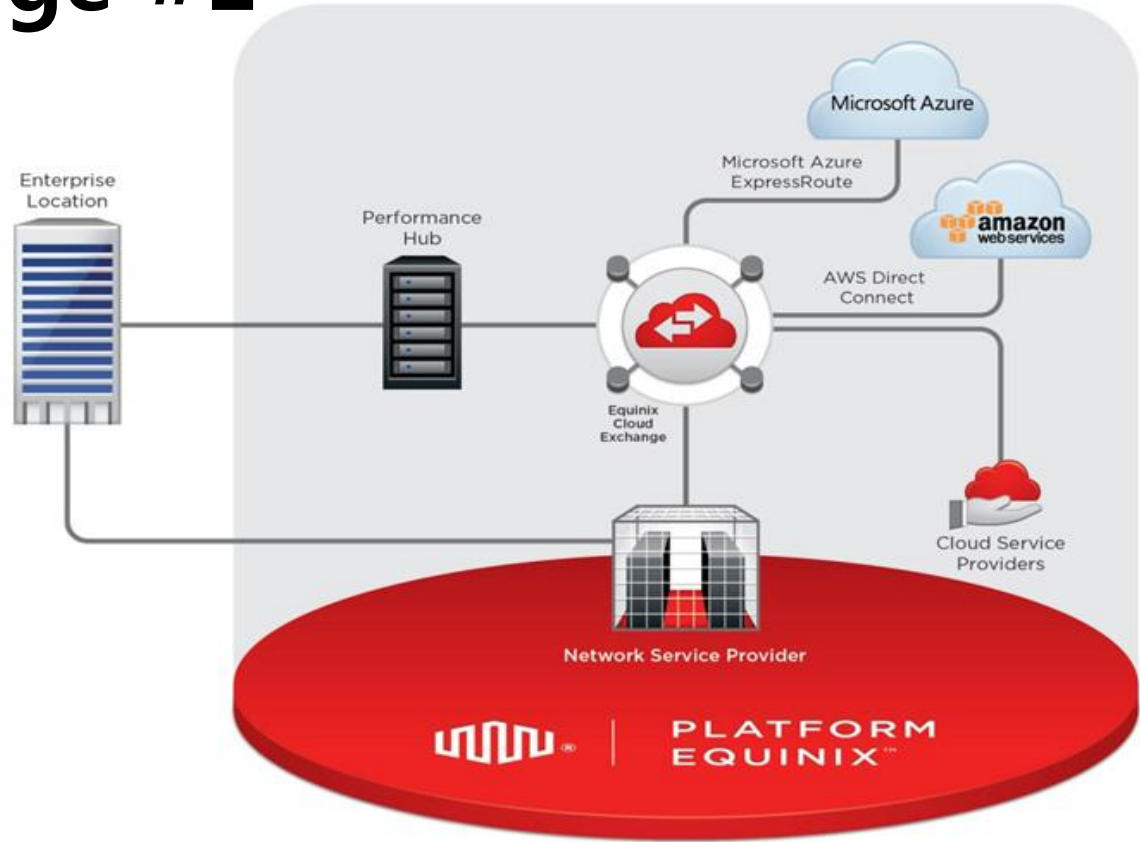 Microsoft Azure
Microsoft Azure
ExpressRoute
Enterprise
Location
amazon
web services
Performance
Hub
AWS Direct
Connect
Equinix
Cloud
Exchange
Cloud Service
Providers
Network Service Provider
®
PLATFORM
EQUINIX™